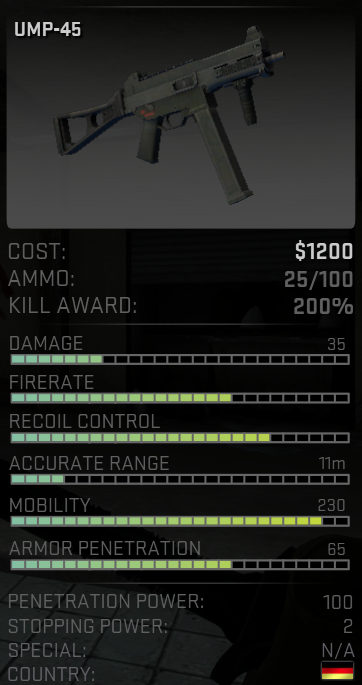 UMP-45
COST: $1200
AMMO: 25/100
KILL AWARD: 200%
DAMAGE 35
FIRERATE
RECOIL CONTROL
ACCURATE RANGE 11m
MOBILITY 230
ARMOR PENETRATION 65
PENETRATION POWER: 100
STOPPING POWER: 2
SPECIAL: N/A
COUNTRY: